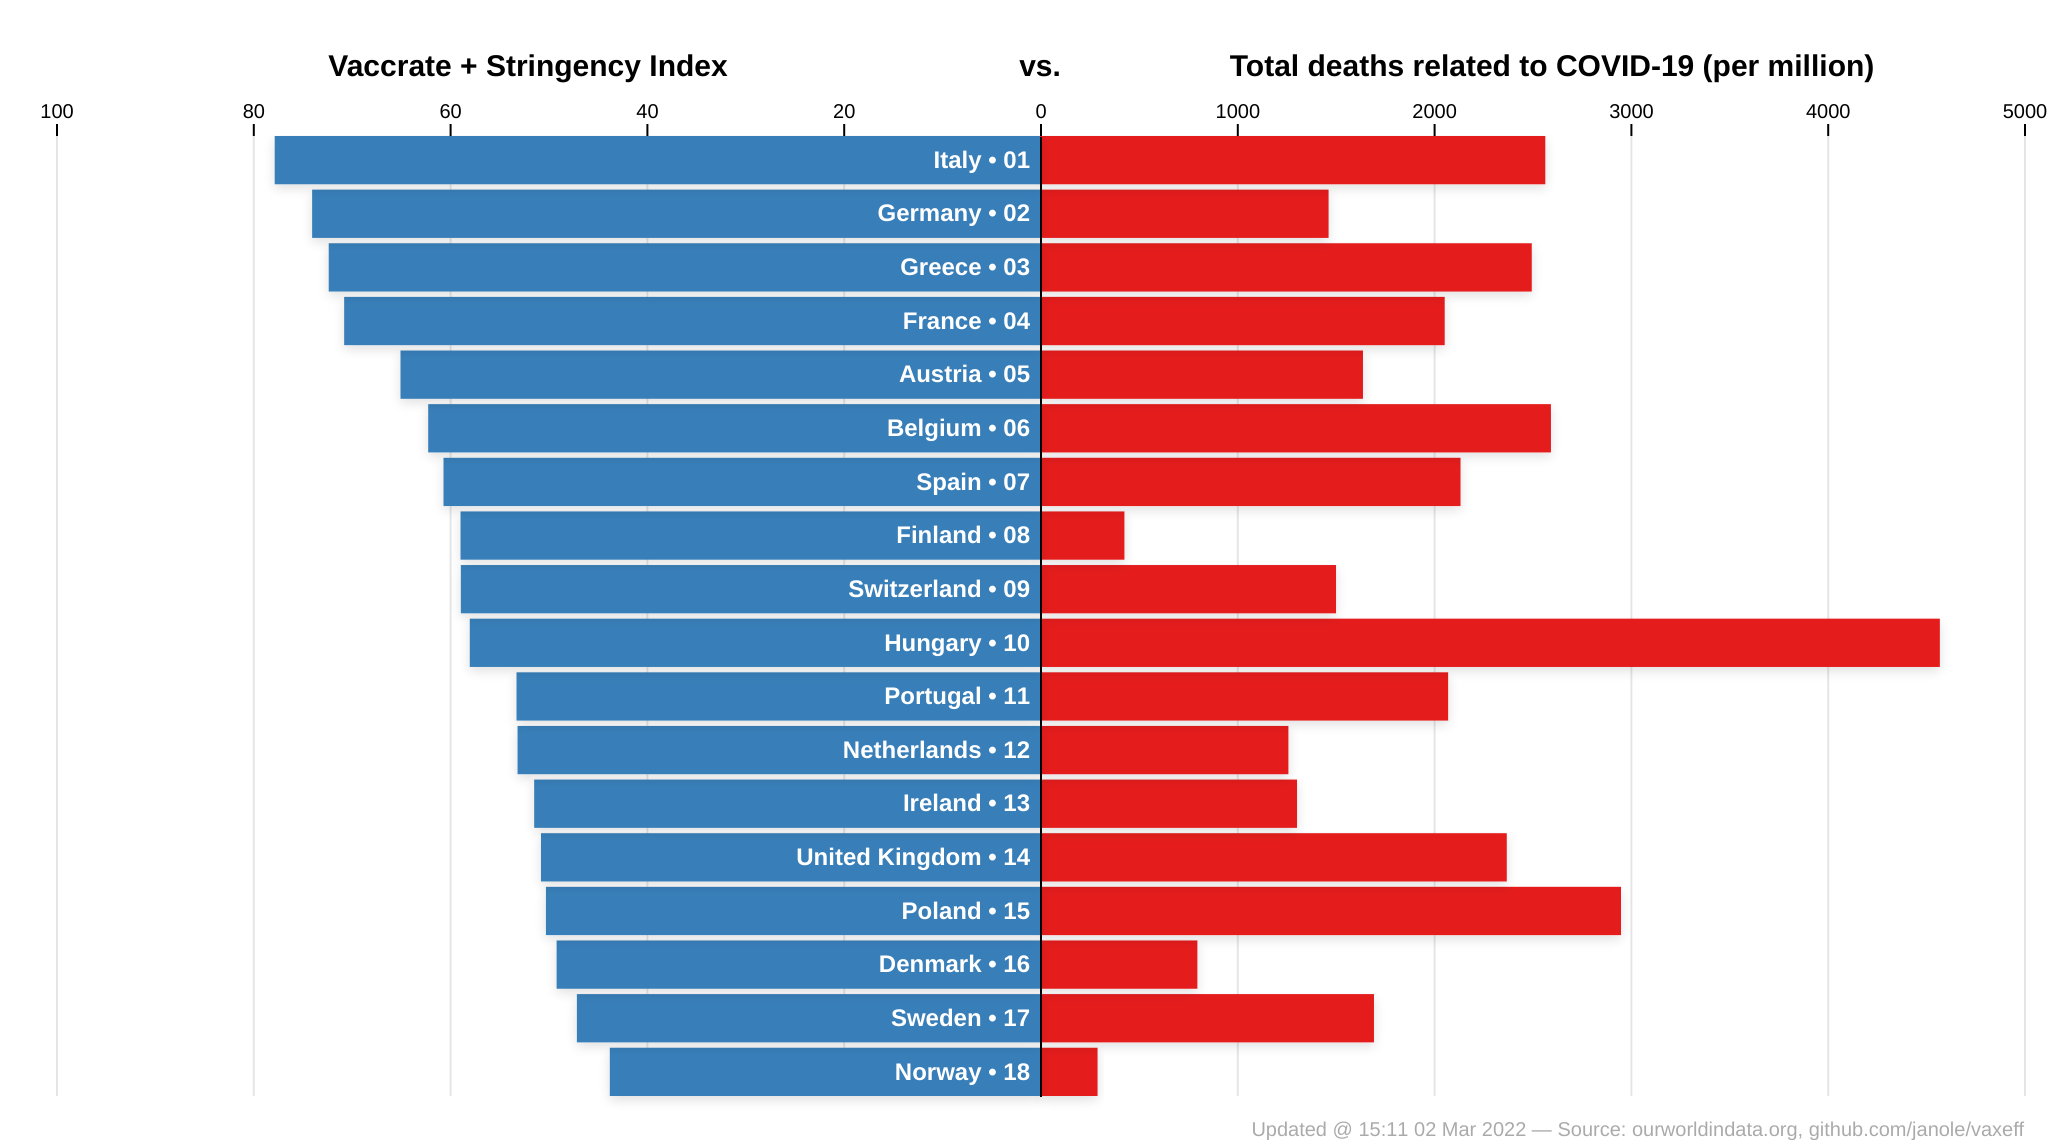 Vaccrate + Stringency Index vs. Total deaths related to COVID-19 (per million)
100 80 60 40 20 0 1000 2000 3000 4000 5000
Italy • 01
Germany • 02
Greece • 03
France • 04
Austria • 05
Belgium • 06
Spain • 07
Finland • 08
Switzerland • 09
Hungary • 10
Portugal • 11
Netherlands • 12
Ireland • 13
United Kingdom • 14
Poland • 15
Denmark • 16
Sweden • 17
Norway • 18
Updated @ 15:11 02 Mar 2022 — Source: ourworldindata.org, github.com/janole/vaxeff